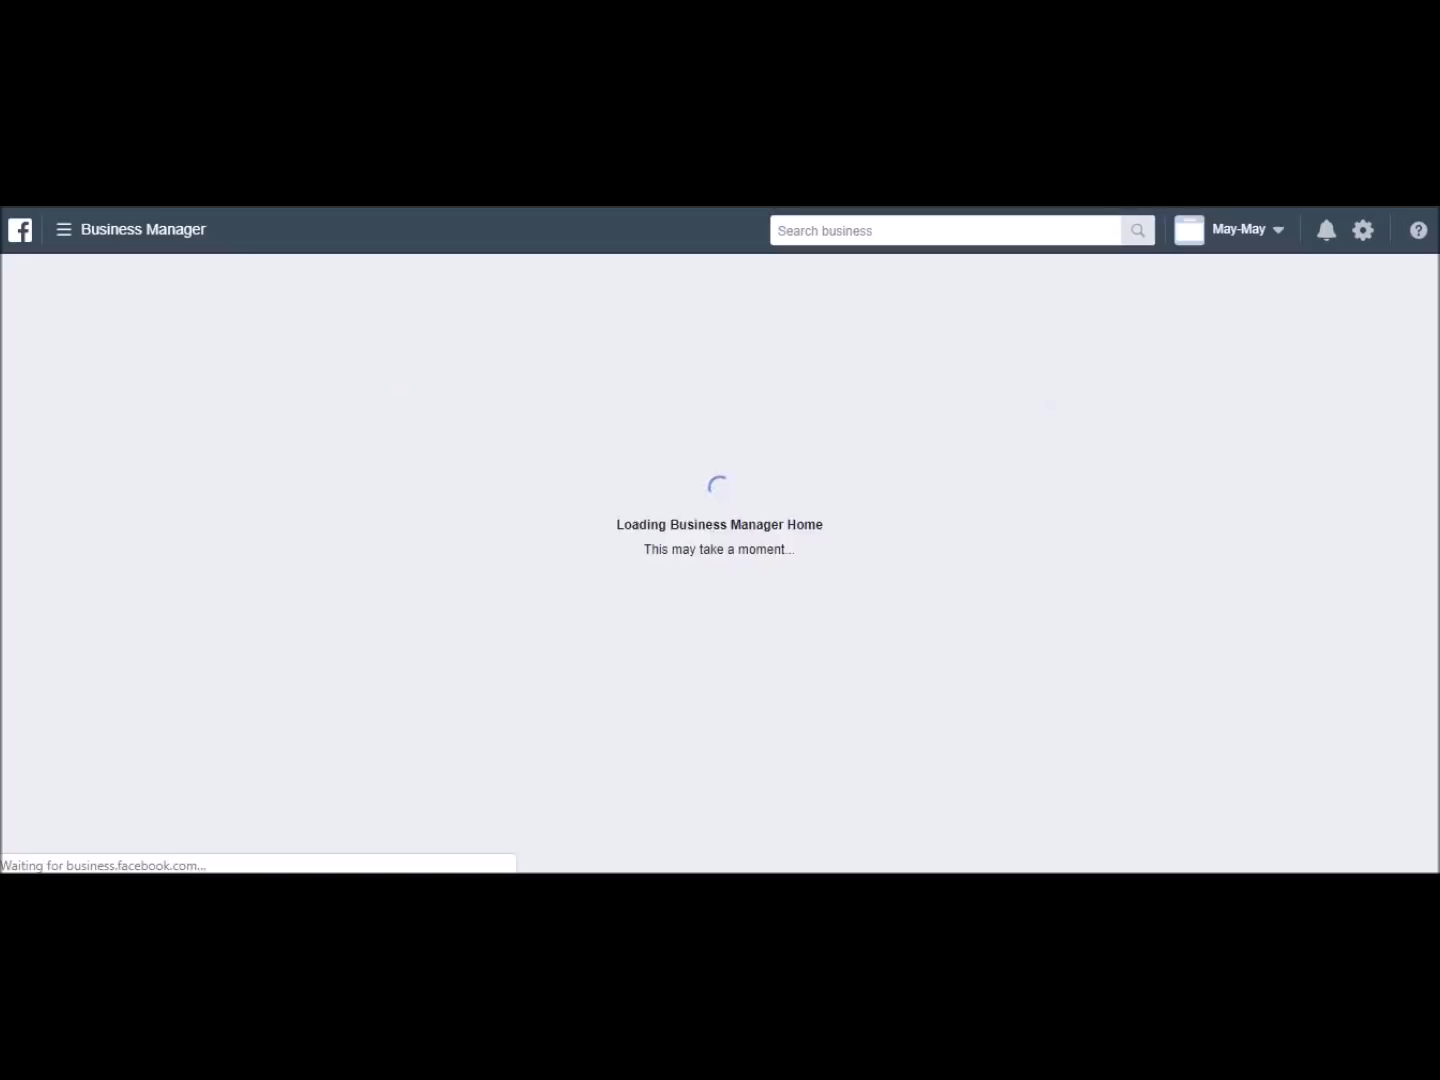 Business Manager
Search business
May-May
Loading Business Manager Home
This may take a moment...
Waiting for business.facebook.com...